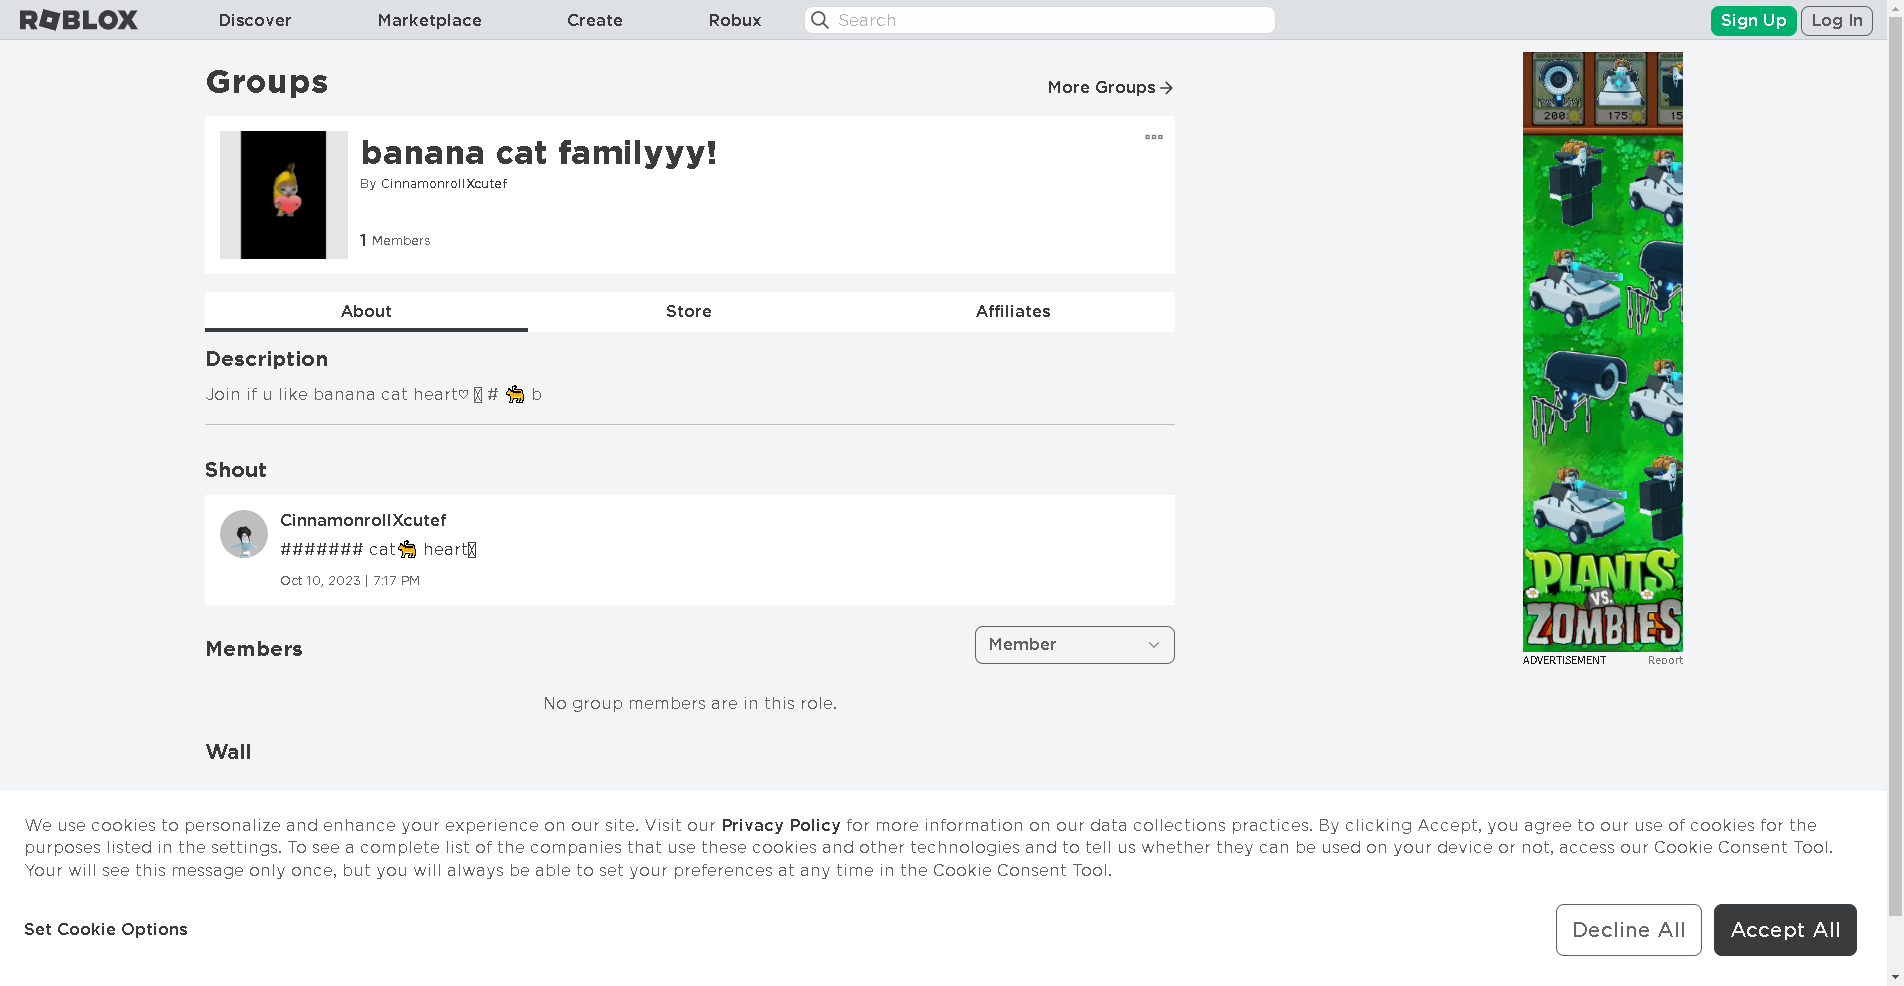 ROBLOX Discover Marketplace Create Robux Search Sign Up Log In
Groups
More Groups
banana cat familyyy!
By CinnamonrollXcutef
1 Members
About Store Affiliates
Description
Join if u like banana cat heart♡ # 🐈 b
Shout
CinnamonrollXcutef
####### cat🐈 heart
Oct 10, 2023 | 7:17 PM
Members
Member
No group members are in this role.
Wall
200 175 15
PLANTS
VS.
ZOMBIES
ADVERTISEMENT Report
We use cookies to personalize and enhance your experience on our site. Visit our Privacy Policy for more information on our data collections practices. By clicking Accept, you agree to our use of cookies for the
purposes listed in the settings. To see a complete list of the companies that use these cookies and other technologies and to tell us whether they can be used on your device or not, access our Cookie Consent Tool.
Your will see this message only once, but you will always be able to set your preferences at any time in the Cookie Consent Tool.
Set Cookie Options
Decline All
Accept All